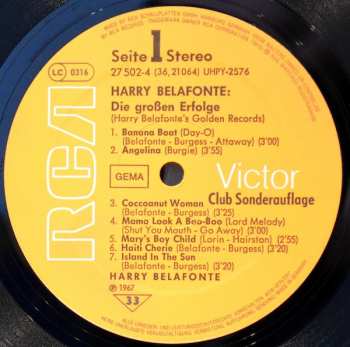 Seite 1 Stereo
27 502-4 (36,21064) UHPY-2576
LC 0316
HARRY BELAFONTE:
Die großen Erfolge
(Harry Belafonte's Golden Records)
1. Banana Boat (Day-O)
(Belafonte - Burgess - Attaway) (3'00)
2. Angelina (Burgie) (3'55)
RCA
GEMA
Victor
Club Sonderauflage
3. Cocoanut Woman
(Belafonte - Burgess) (3'25)
4. Mama Look A Boo-Boo (Lord Melody)
(Shut You Mouth - Go Away) (3'00)
5. Mary's Boy Child (Lorin - Hairston) (3'55)
6. Haiti Cherie (Belafonte - Burgess) (3'20)
7. Island In The Sun
(Belafonte - Burgess) (3'20)
HARRY BELAFONTE
℗ 1967
33